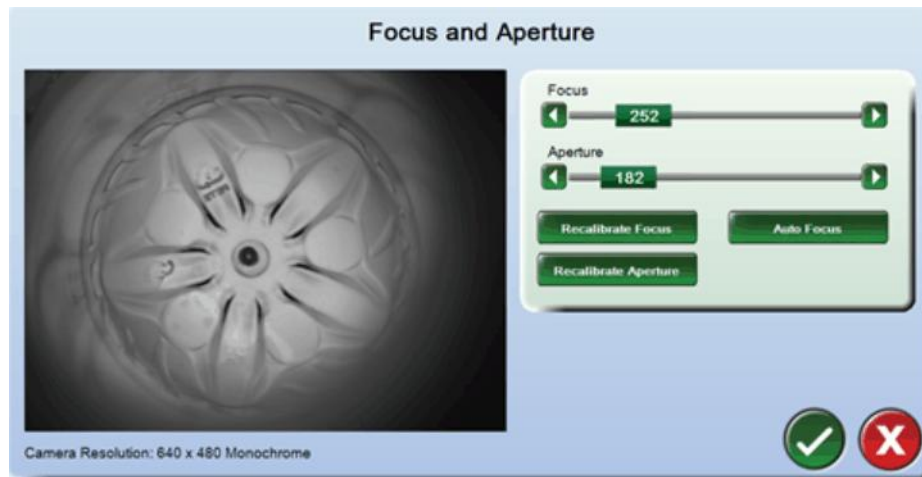 Focus and Aperture
Focus
252
Aperture
182
Recalibrate Focus
Auto Focus
Recalibrate Aperture
Camera Resolution: 640 x 480 Monochrome